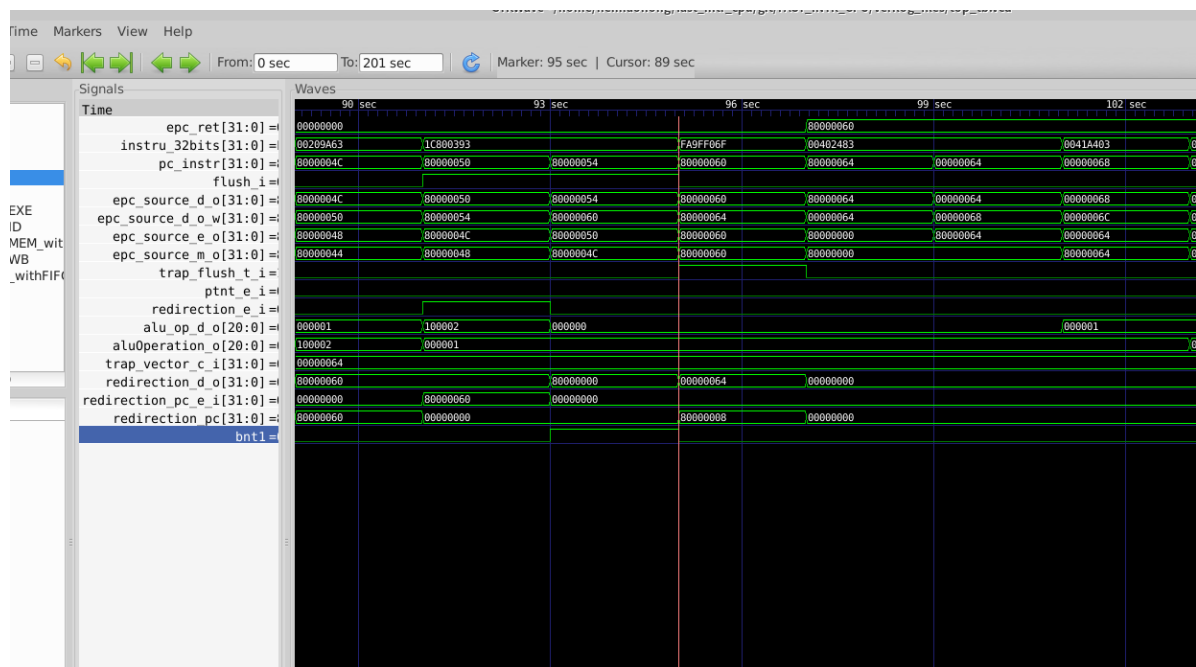 Time Markers View Help
From: 0 sec To: 201 sec Marker: 95 sec | Cursor: 89 sec
Signals Waves
Time 90 sec 93 sec 96 sec 99 sec 102 sec
epc_ret[31:0] = 00000000 80000060
instru_32bits[31:0] = 00209A63 1C800393 FA9FF06F 00402483 0041A403
pc_instr[31:0] = 8000004C 80000050 80000054 80000060 80000064 00000064 00000068
flush_i =
epc_source_d_o[31:0] = 8000004C 80000050 80000054 80000060 80000064 00000064 00000068
epc_source_d_o_w[31:0] = 80000050 80000054 80000060 80000064 00000064 00000068 0000006C
epc_source_e_o[31:0] = 80000048 8000004C 80000050 80000060 80000000 80000064 00000064
epc_source_m_o[31:0] = 80000044 80000048 8000004C 80000060 80000000 80000064
trap_flush_t_i =
ptnt_e_i =
redirection_e_i =
alu_op_d_o[20:0] = 000001 100002 000000 000001
aluOperation_o[20:0] = 100002 000001
trap_vector_c_i[31:0] = 00000064
redirection_d_o[31:0] = 80000060 80000000 00000064 00000000
redirection_pc_e_i[31:0] = 00000000 80000060 00000000
redirection_pc[31:0] = 80000060 00000000 80000008 00000000
bnt1 =
EXE
ID
MEM_wit
WB
_withFIF